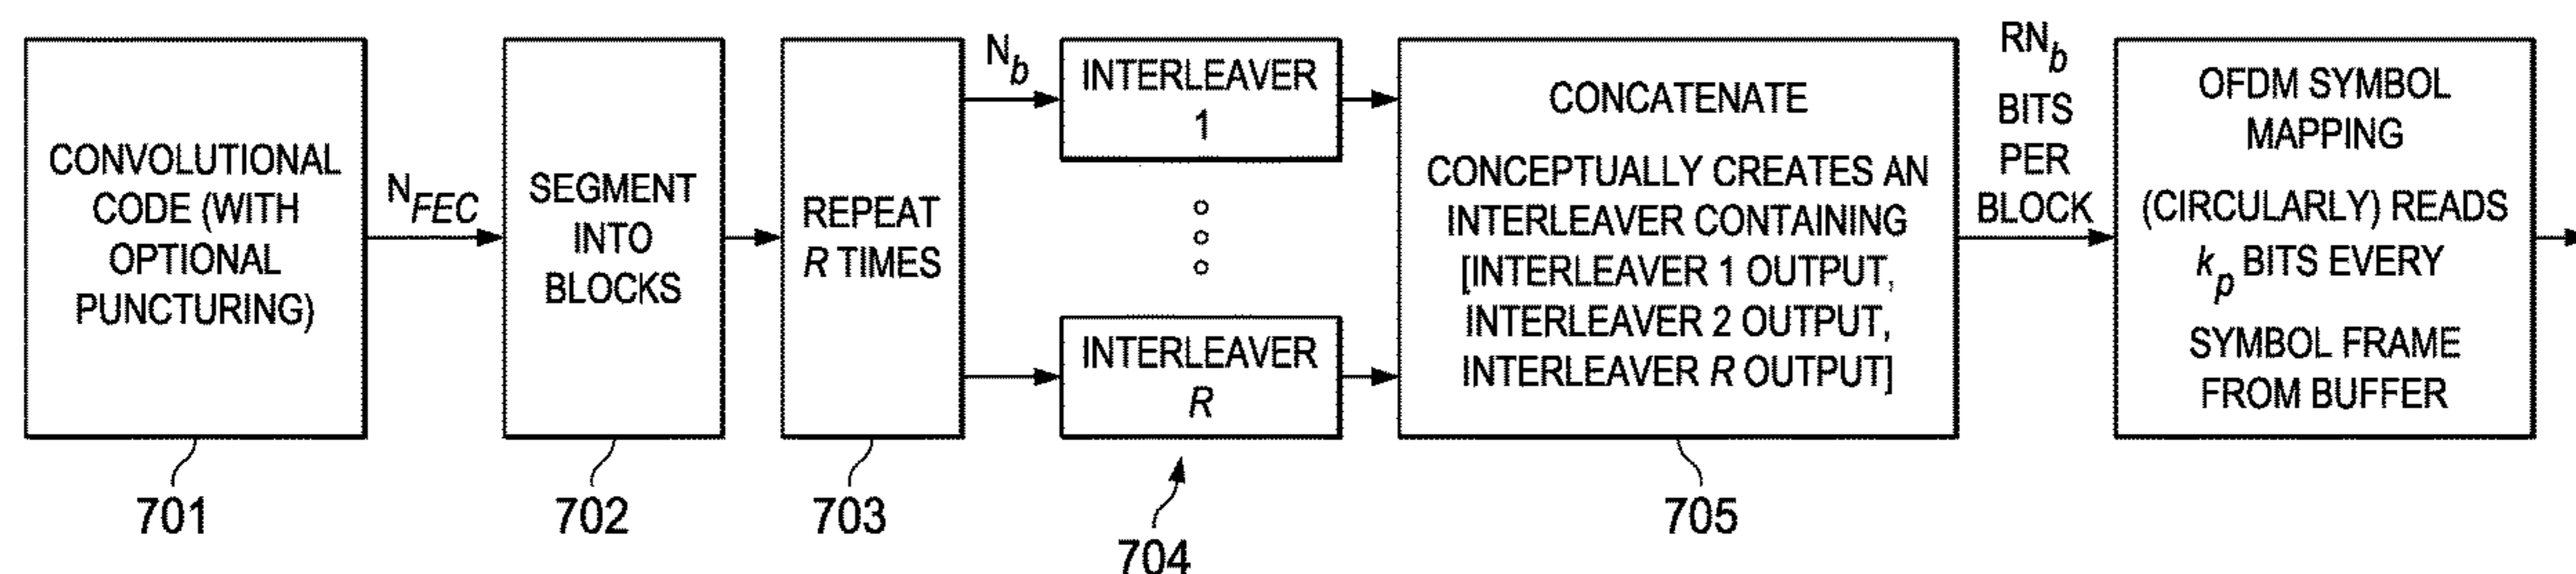 CONVOLUTIONAL
CODE (WITH
OPTIONAL
PUNCTURING)
N_FEC
SEGMENT
INTO
BLOCKS
REPEAT
R TIMES
N_b
INTERLEAVER
1
INTERLEAVER
R
CONCATENATE
CONCEPTUALLY CREATES AN
INTERLEAVER CONTAINING
[INTERLEAVER 1 OUTPUT,
INTERLEAVER 2 OUTPUT,
INTERLEAVER R OUTPUT]
RN_b
BITS
PER
BLOCK
OFDM SYMBOL
MAPPING
(CIRCULARLY) READS
k_p BITS EVERY
SYMBOL FRAME
FROM BUFFER
701
702
703
704
705